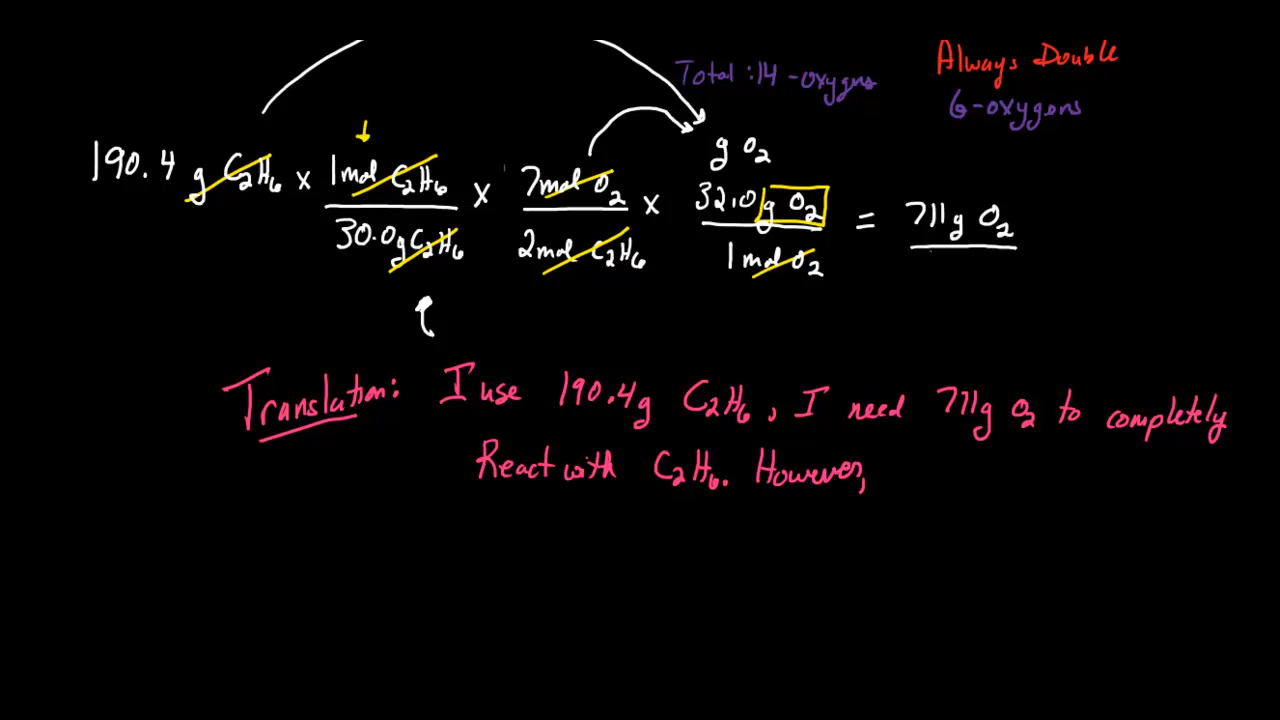 Total: 14 - oxygens
Always Double
6 - oxygens
g O₂
190.4 g C₂H₆ × 1 mol C₂H₆ / 30.0 g C₂H₆ × 7 mol O₂ / 2 mol C₂H₆ × 32.0 g O₂ / 1 mol O₂ = 711 g O₂
Translation: I use 190.4g C₂H₆, I need 711g O₂ to completely
React with C₂H₆. However,